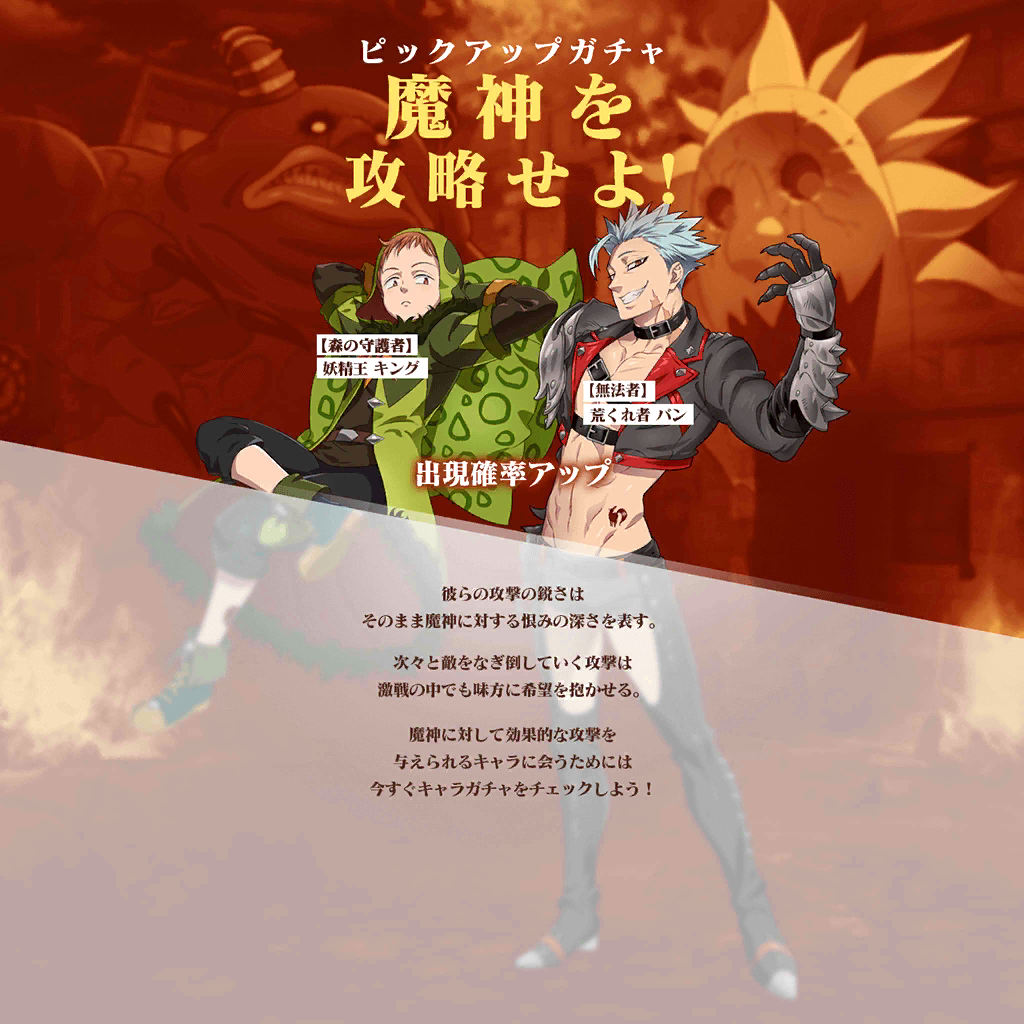 ピックアップガチャ
魔神を
攻略せよ!
【森の守護者】
妖精王 キング
【無法者】
荒くれ者 バン
出現確率アップ
彼らの攻撃の鋭さは
そのまま魔神に対する恨みの深さを表す。
次々と敵をなぎ倒していく攻撃は
激戦の中でも味方に希望を抱かせる。
魔神に対して効果的な攻撃を
与えられるキャラに会うためには
今すぐキャラガチャをチェックしよう！